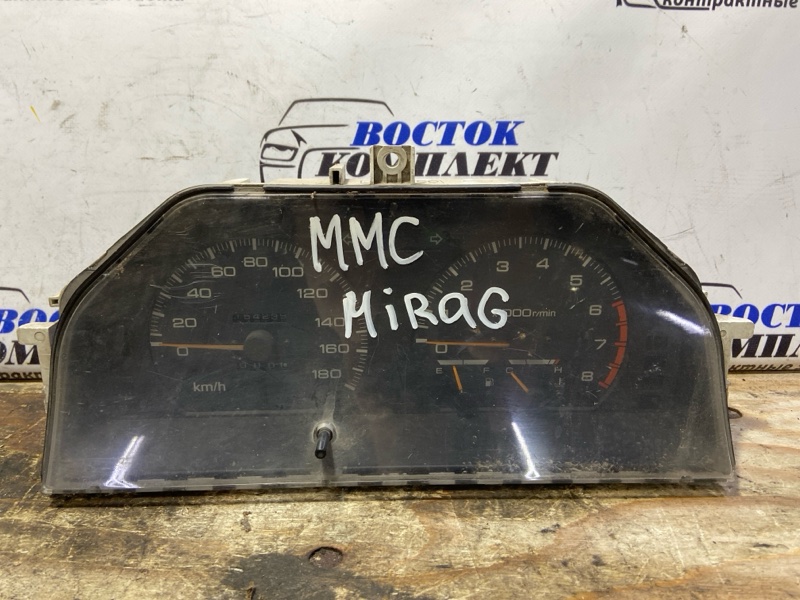 контрактные
ВОСТОК
КОМПЛЕКТ
MMC
MiRAG
0 20 40 60 80 100 120 140 160 180
km/h
0 2 3 4 5 6 7 8
000r/min
E F C H